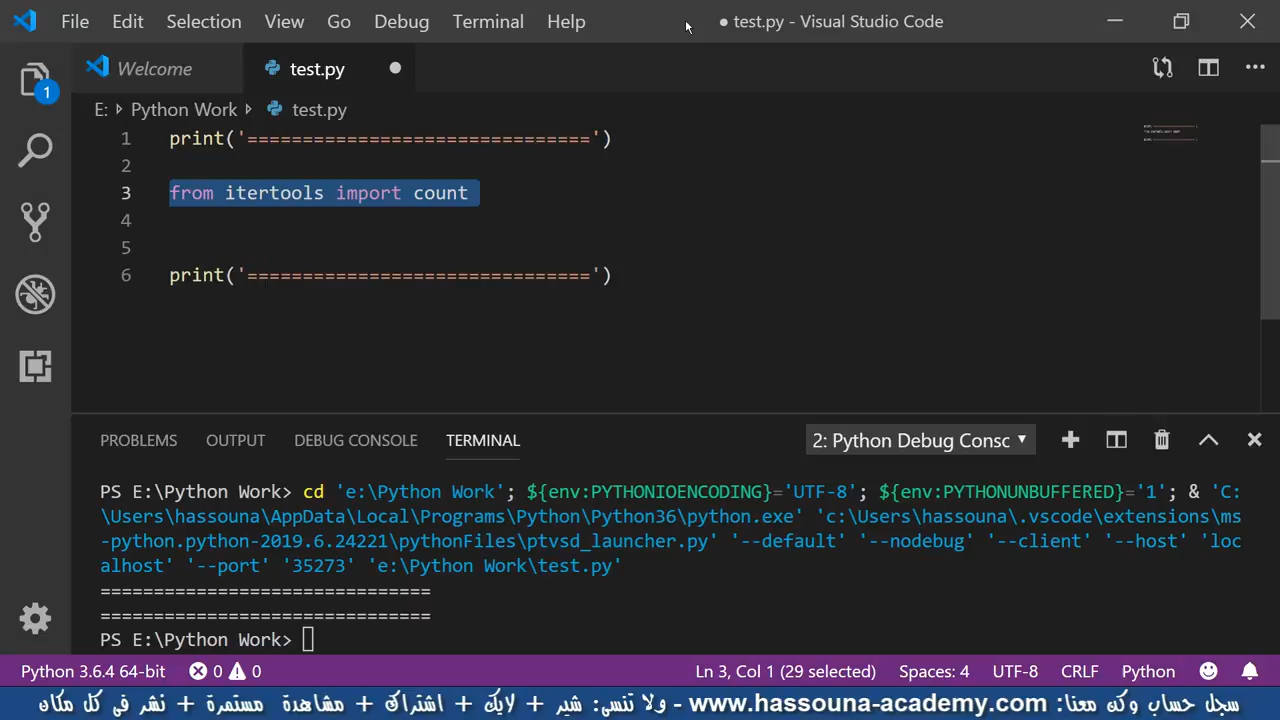 File Edit Selection View Go Debug Terminal Help ● test.py - Visual Studio Code
Welcome test.py
1
E: Python Work test.py
1 print('===============================')
2
3 from itertools import count
4
5
6 print('===============================')
PROBLEMS OUTPUT DEBUG CONSOLE TERMINAL 2: Python Debug Consc
PS E:\Python Work> cd 'e:\Python Work'; ${env:PYTHONIOENCODING}='UTF-8'; ${env:PYTHONUNBUFFERED}='1'; & 'C:
\Users\hassouna\AppData\Local\Programs\Python\Python36\python.exe' 'c:\Users\hassouna\.vscode\extensions\ms
-python.python-2019.6.24221\pythonFiles\ptvsd_launcher.py' '--default' '--nodebug' '--client' '--host' 'loc
alhost' '--port' '35273' 'e:\Python Work\test.py'
===============================
===============================
PS E:\Python Work>
Python 3.6.4 64-bit 0 0 Ln 3, Col 1 (29 selected) Spaces: 4 UTF-8 CRLF Python
سجل حساب وكن معنا: www.hassouna-academy.com - ولا تنسى: شير + لايك + اشتراك + مشاهدة مستمرة + نشر في كل مكان